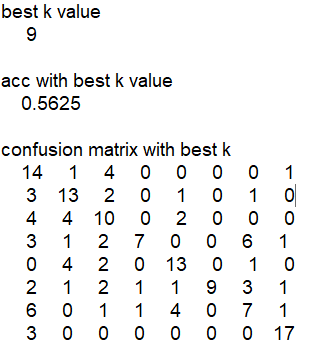 best k value
9
acc with best k value
0.5625
confusion matrix with best k
14 1 4 0 0 0 0 1
3 13 2 0 1 0 1 0
4 4 10 0 2 0 0 0
3 1 2 7 0 0 6 1
0 4 2 0 13 0 1 0
2 1 2 1 1 9 3 1
6 0 1 1 4 0 7 1
3 0 0 0 0 0 0 17